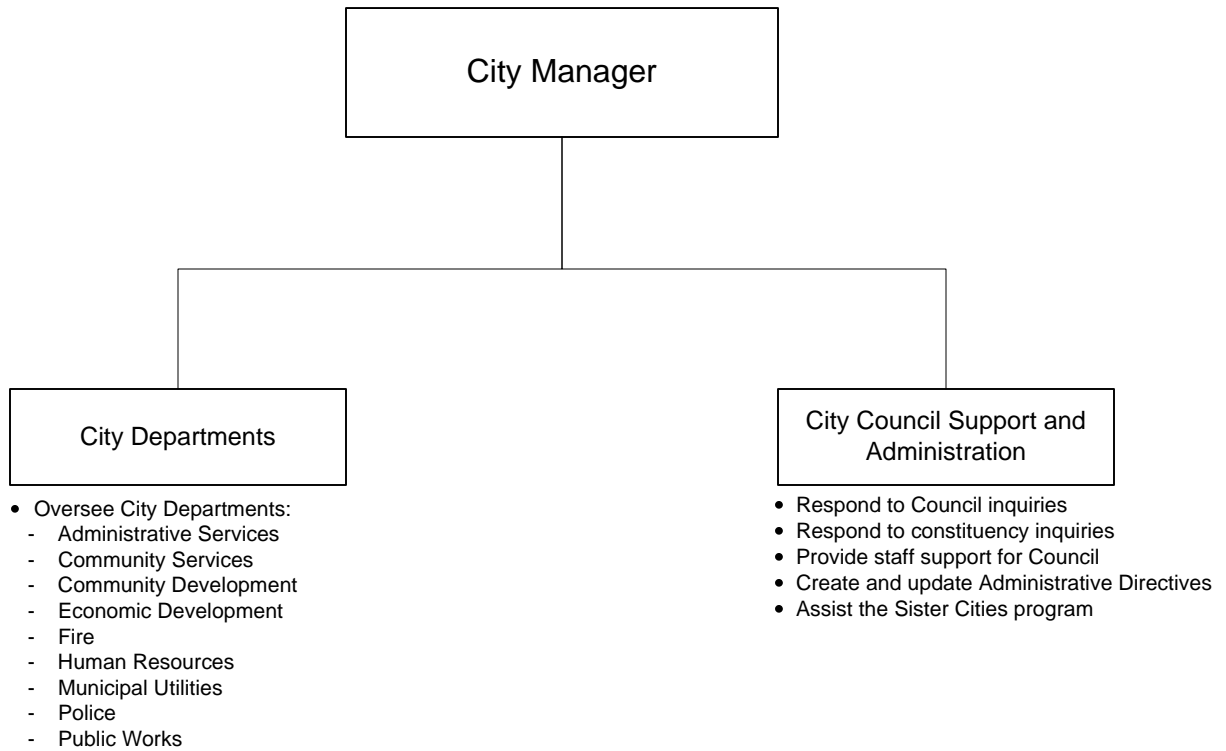 City Manager
City Departments
• Oversee City Departments:
- Administrative Services
- Community Services
- Community Development
- Economic Development
- Fire
- Human Resources
- Municipal Utilities
- Police
- Public Works
City Council Support and
Administration
• Respond to Council inquiries
• Respond to constituency inquiries
• Provide staff support for Council
• Create and update Administrative Directives
• Assist the Sister Cities program